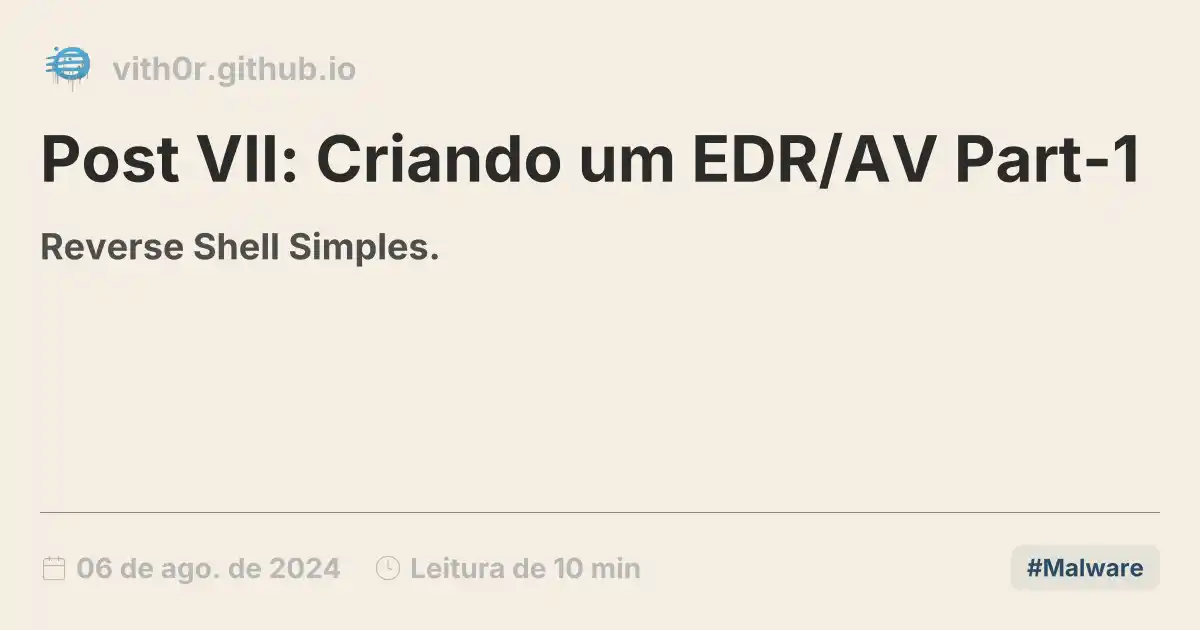 vith0r.github.io
Post VII: Criando um EDR/AV Part-1
Reverse Shell Simples.
06 de ago. de 2024 Leitura de 10 min #Malware